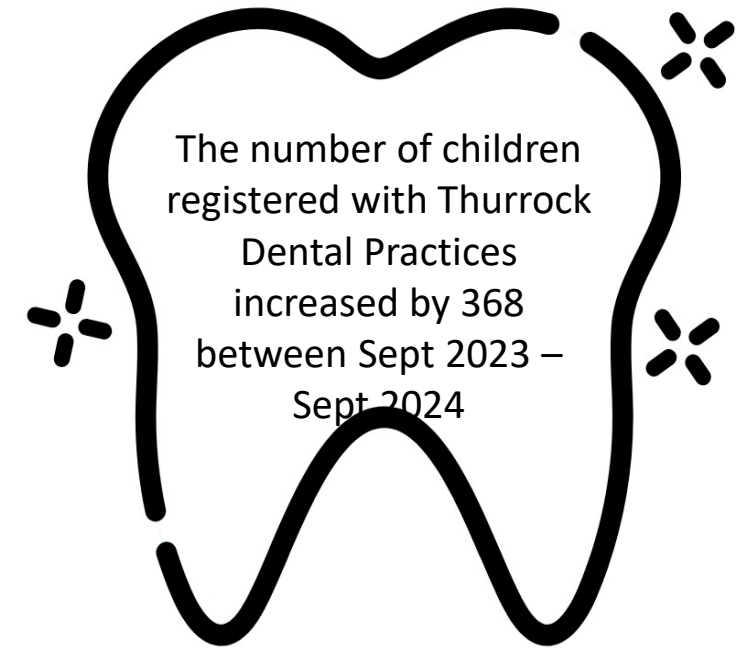 The number of children
registered with Thurrock
Dental Practices
increased by 368
between Sept 2023 –
Sept 2024